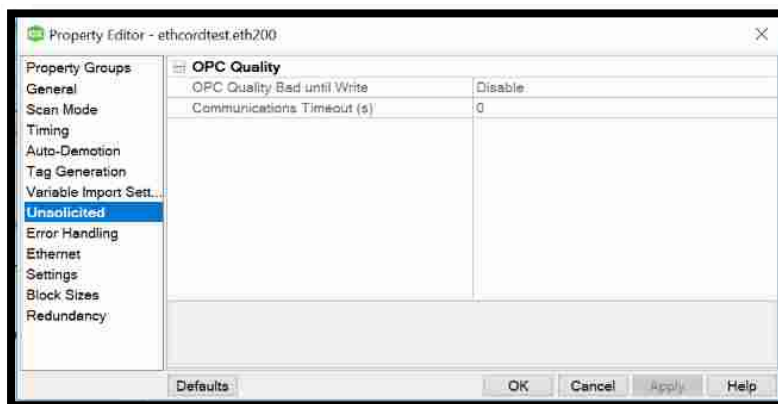 Property Editor - ethcordtest.eth200
Property Groups
General
Scan Mode
Timing
Auto-Demotion
Tag Generation
Variable Import Sett...
Unsolicited
Error Handling
Ethernet
Settings
Block Sizes
Redundancy
OPC Quality
OPC Quality Bad until Write Disable
Communications Timeout (s) 0
Defaults OK Cancel Apply Help